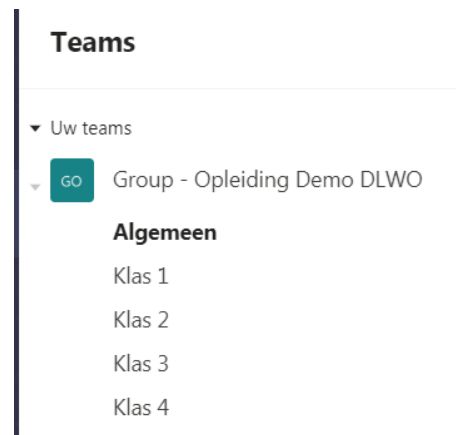 Teams
Uw teams
GO Group - Opleiding Demo DLWO
Algemeen
Klas 1
Klas 2
Klas 3
Klas 4